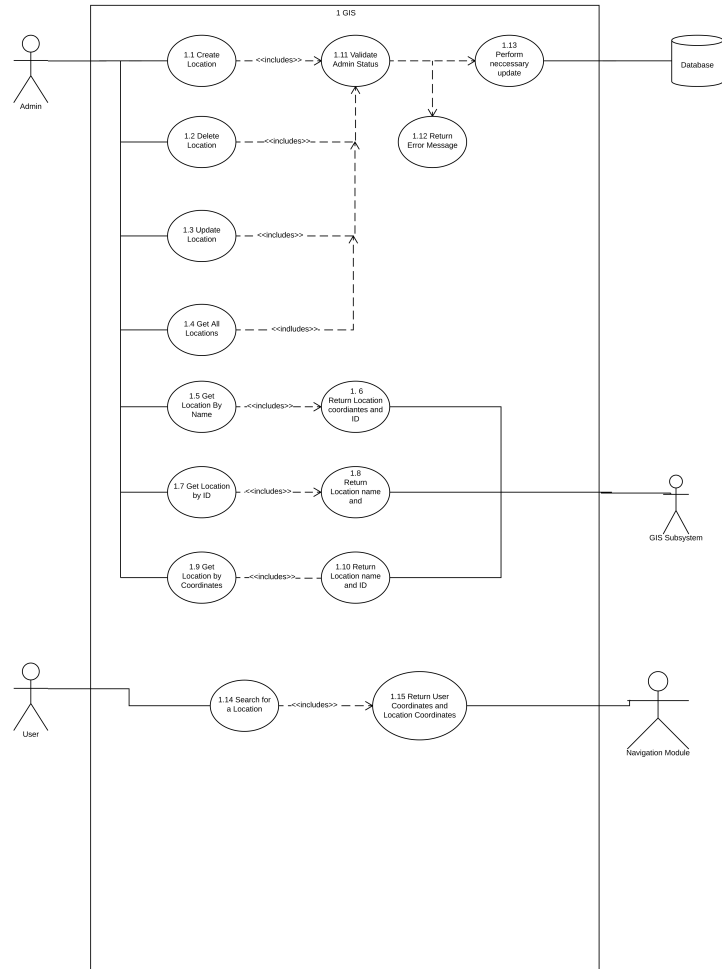 1 GIS
1.1 Create
Location
<<includes>>
1.11 Validate
Admin Status
1.13
Perform
neccessary
update
Database
Admin
1.2 Delete
Location
<<includes>>
1.12 Return
Error Message
1.3 Update
Location
<<includes>>
1.4 Get All
Locations
<<indludes>>
1.5 Get
Location By
Name
<<includes>>
1. 6
Return Location
coordiantes and
ID
1.7 Get Location
by ID
<<includes>>
1.8
Return
Location name
and
GIS Subsystem
1.9 Get
Location by
Coordinates
<<includes>>
1.10 Return
Location name
and ID
User
1.14 Search for
a Location
<<includes>>
1.15 Return User
Coordinates and
Location Coordinates
Navigation Module